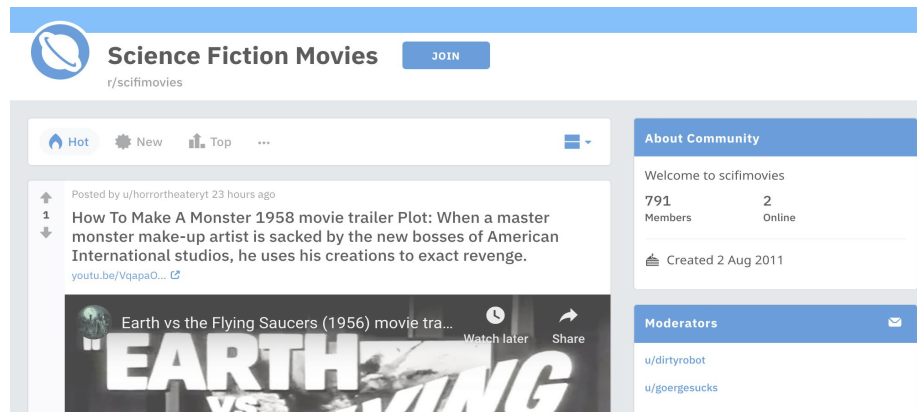 Science Fiction Movies
JOIN
r/scifimovies
Hot
New
Top
...
About Community
Welcome to scifimovies
791
2
Members
Online
Created 2 Aug 2011
Posted by u/horrortheateryt 23 hours ago
1
How To Make A Monster 1958 movie trailer Plot: When a master
monster make-up artist is sacked by the new bosses of American
International studios, he uses his creations to exact revenge.
youtu.be/VqapaO...
Earth vs the Flying Saucers (1956) movie tra...
Watch later
Share
EARTH
VS
Moderators
u/dirtyrobot
u/goergesucks